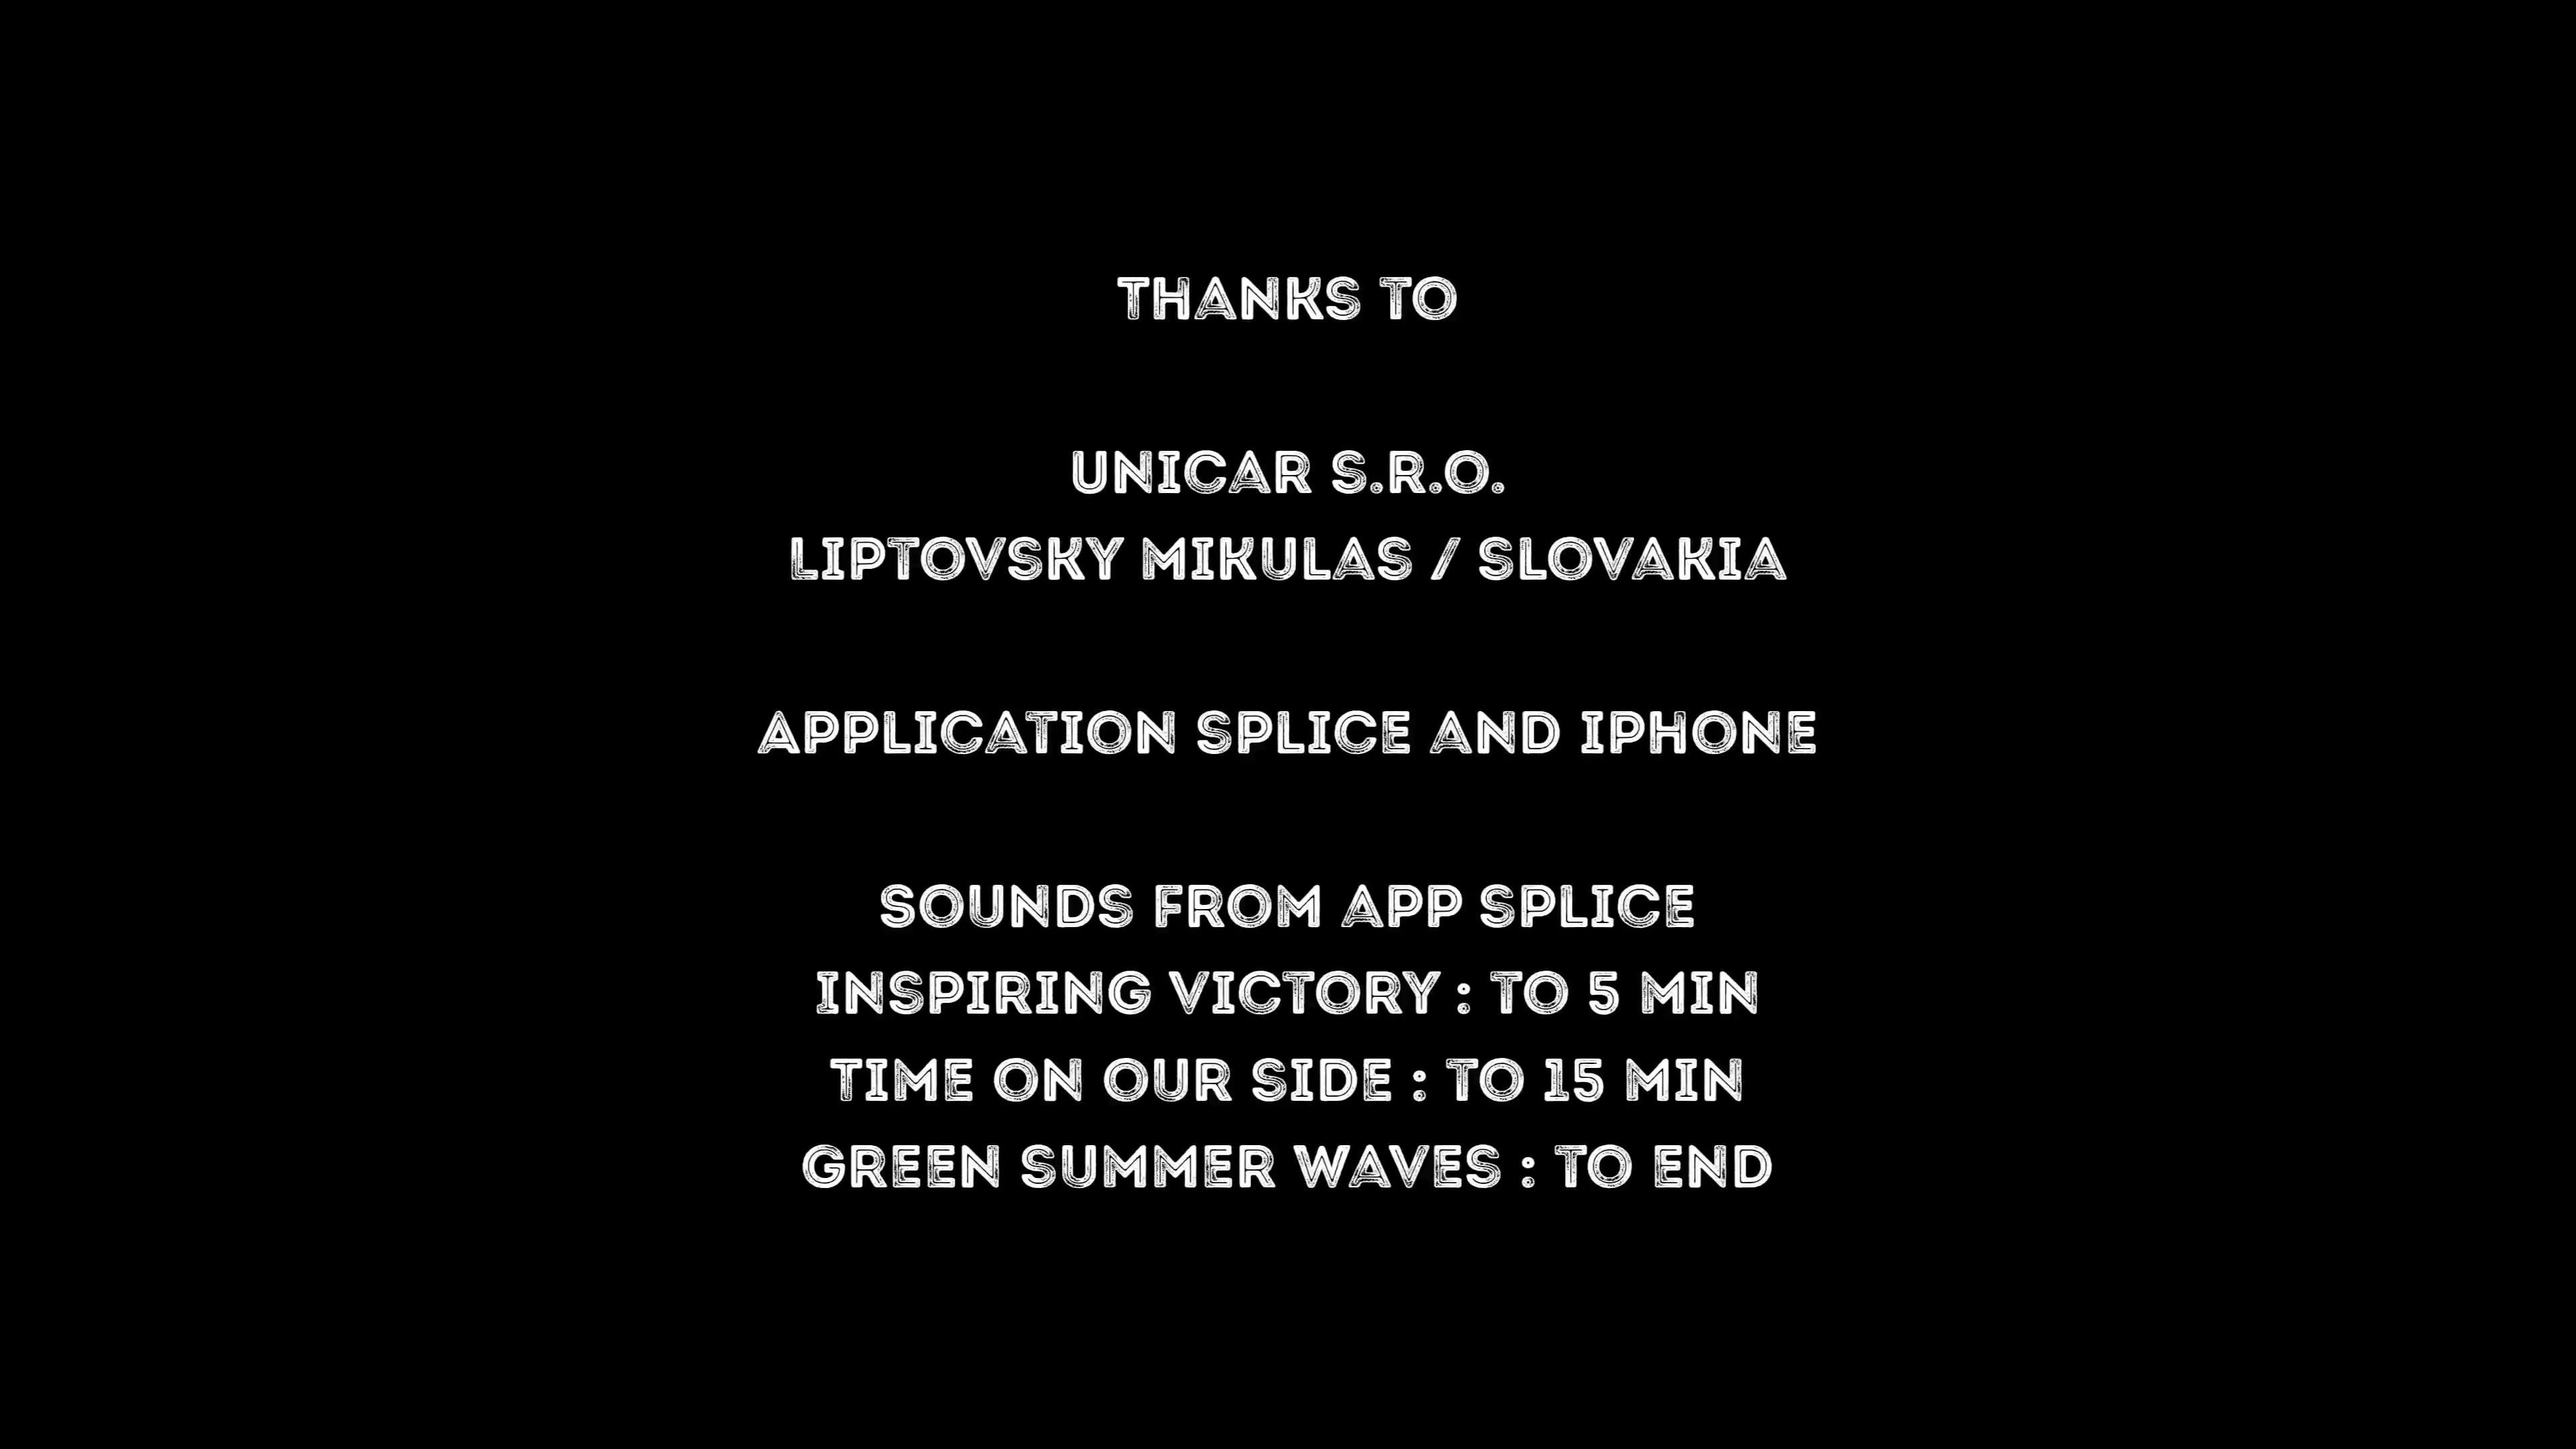 THANKS TO
UNICAR S.R.O.
LIPTOVSKY MIKULAS / SLOVAKIA
APPLICATION SPLICE AND IPHONE
SOUNDS FROM APP SPLICE
INSPIRING VICTORY : TO 5 MIN
TIME ON OUR SIDE : TO 15 MIN
GREEN SUMMER WAVES : TO END